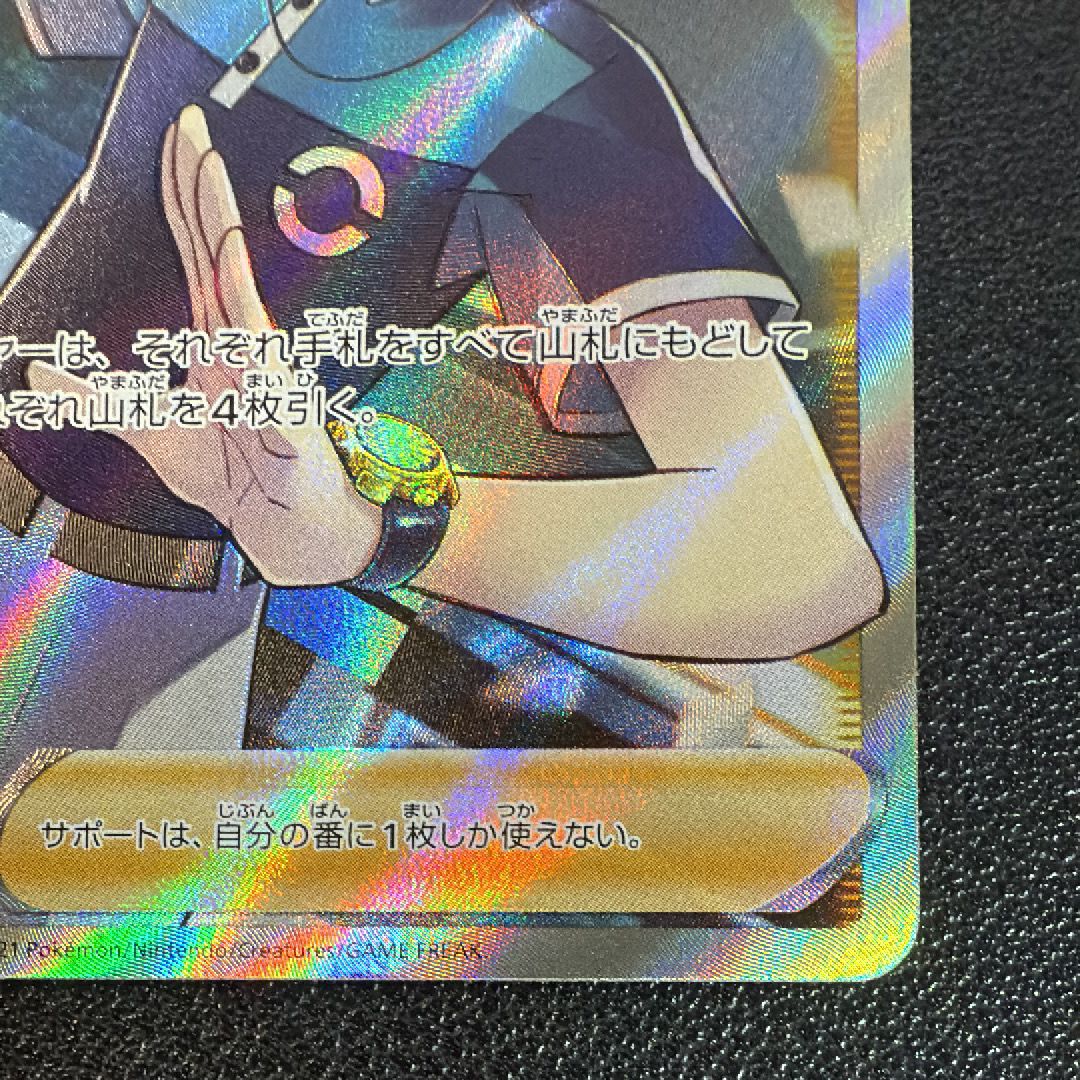 ーは、それぞれ手札をすべて山札にもどして
ぞれ山札を4枚引く。
サポートは、自分の番に1枚しか使えない。
21 Pokémon/Nintendo/Creatures/GAME FREAK.